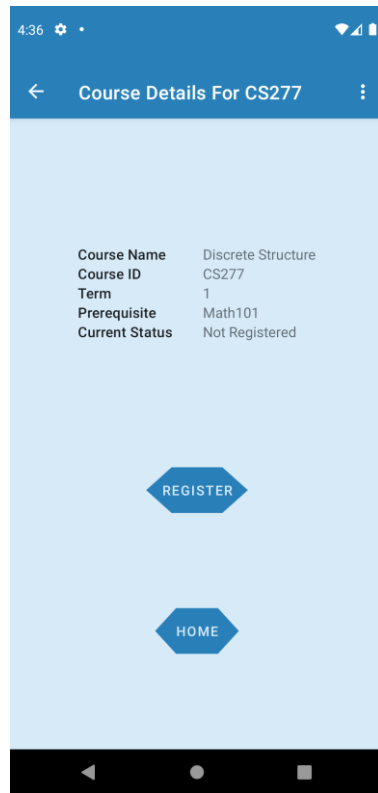 4:36
Course Details For CS277
Course Name Discrete Structure
Course ID CS277
Term 1
Prerequisite Math101
Current Status Not Registered
REGISTER
HOME